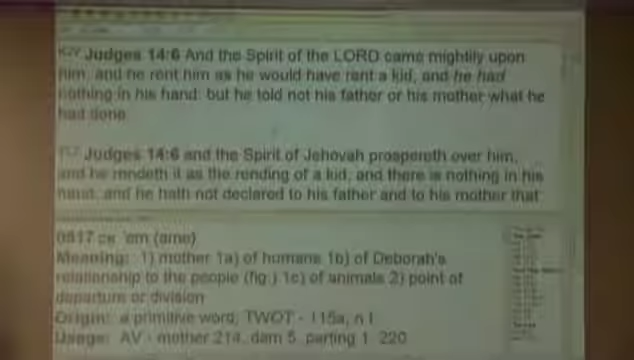 KJV Judges 14:6 And the Spirit of the LORD came mightily upon
him, and he rent him as he would have rent a kid, and he had
nothing in his hand: but he told not his father or his mother what he
had done.
YLT Judges 14:6 and the Spirit of Jehovah prospereth over him,
and he rendeth it as the rending of a kid, and there is nothing in his
hand, and he hath not declared to his father and to his mother that
0517 'em (ame)
Meaning: 1) mother 1a) of humans 1b) of Deborah's
relationship to the people (fig.) 1c) of animals 2) point of
departure or division
Origin: a primitive word; TWOT - 115a; n f
Usage: AV - mother 214, dam 5, parting 1; 220